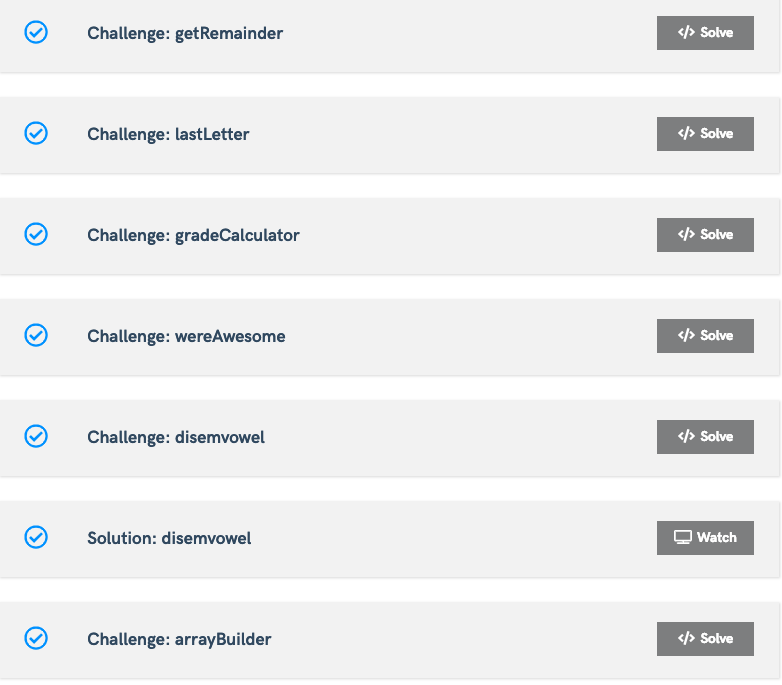 Challenge: getRemainder
</> Solve
Challenge: lastLetter
</> Solve
Challenge: gradeCalculator
</> Solve
Challenge: wereAwesome
</> Solve
Challenge: disemvowel
</> Solve
Solution: disemvowel
Watch
Challenge: arrayBuilder
</> Solve